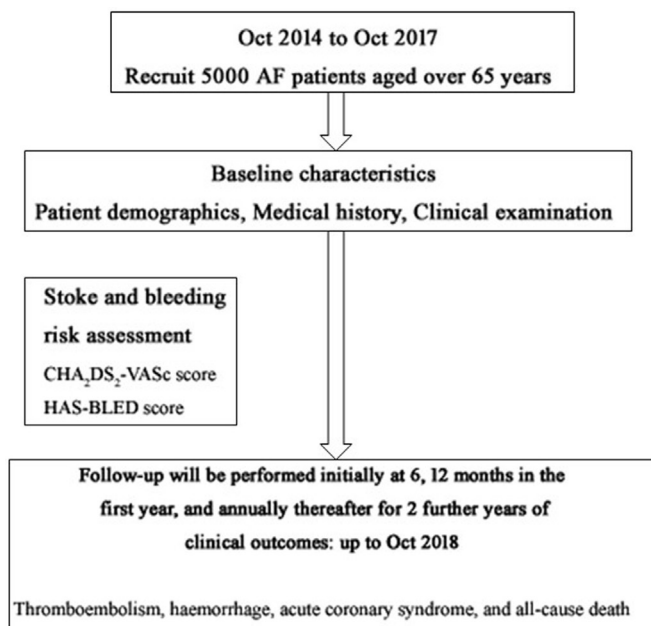 Oct 2014 to Oct 2017
Recruit 5000 AF patients aged over 65 years
Baseline characteristics
Patient demographics, Medical history, Clinical examination
Stoke and bleeding
risk assessment
CHA₂DS₂-VASc score
HAS-BLED score
Follow-up will be performed initially at 6, 12 months in the
first year, and annually thereafter for 2 further years of
clinical outcomes: up to Oct 2018
Thromboembolism, haemorrhage, acute coronary syndrome, and all-cause death